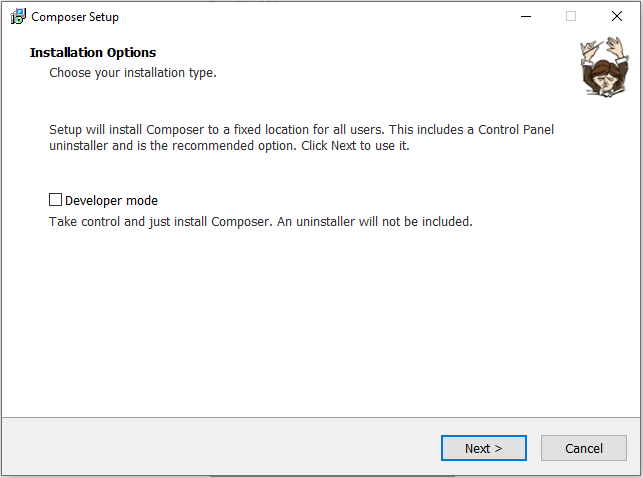 Composer Setup
Installation Options
Choose your installation type.
Setup will install Composer to a fixed location for all users. This includes a Control Panel
uninstaller and is the recommended option. Click Next to use it.
Developer mode
Take control and just install Composer. An uninstaller will not be included.
Next >
Cancel